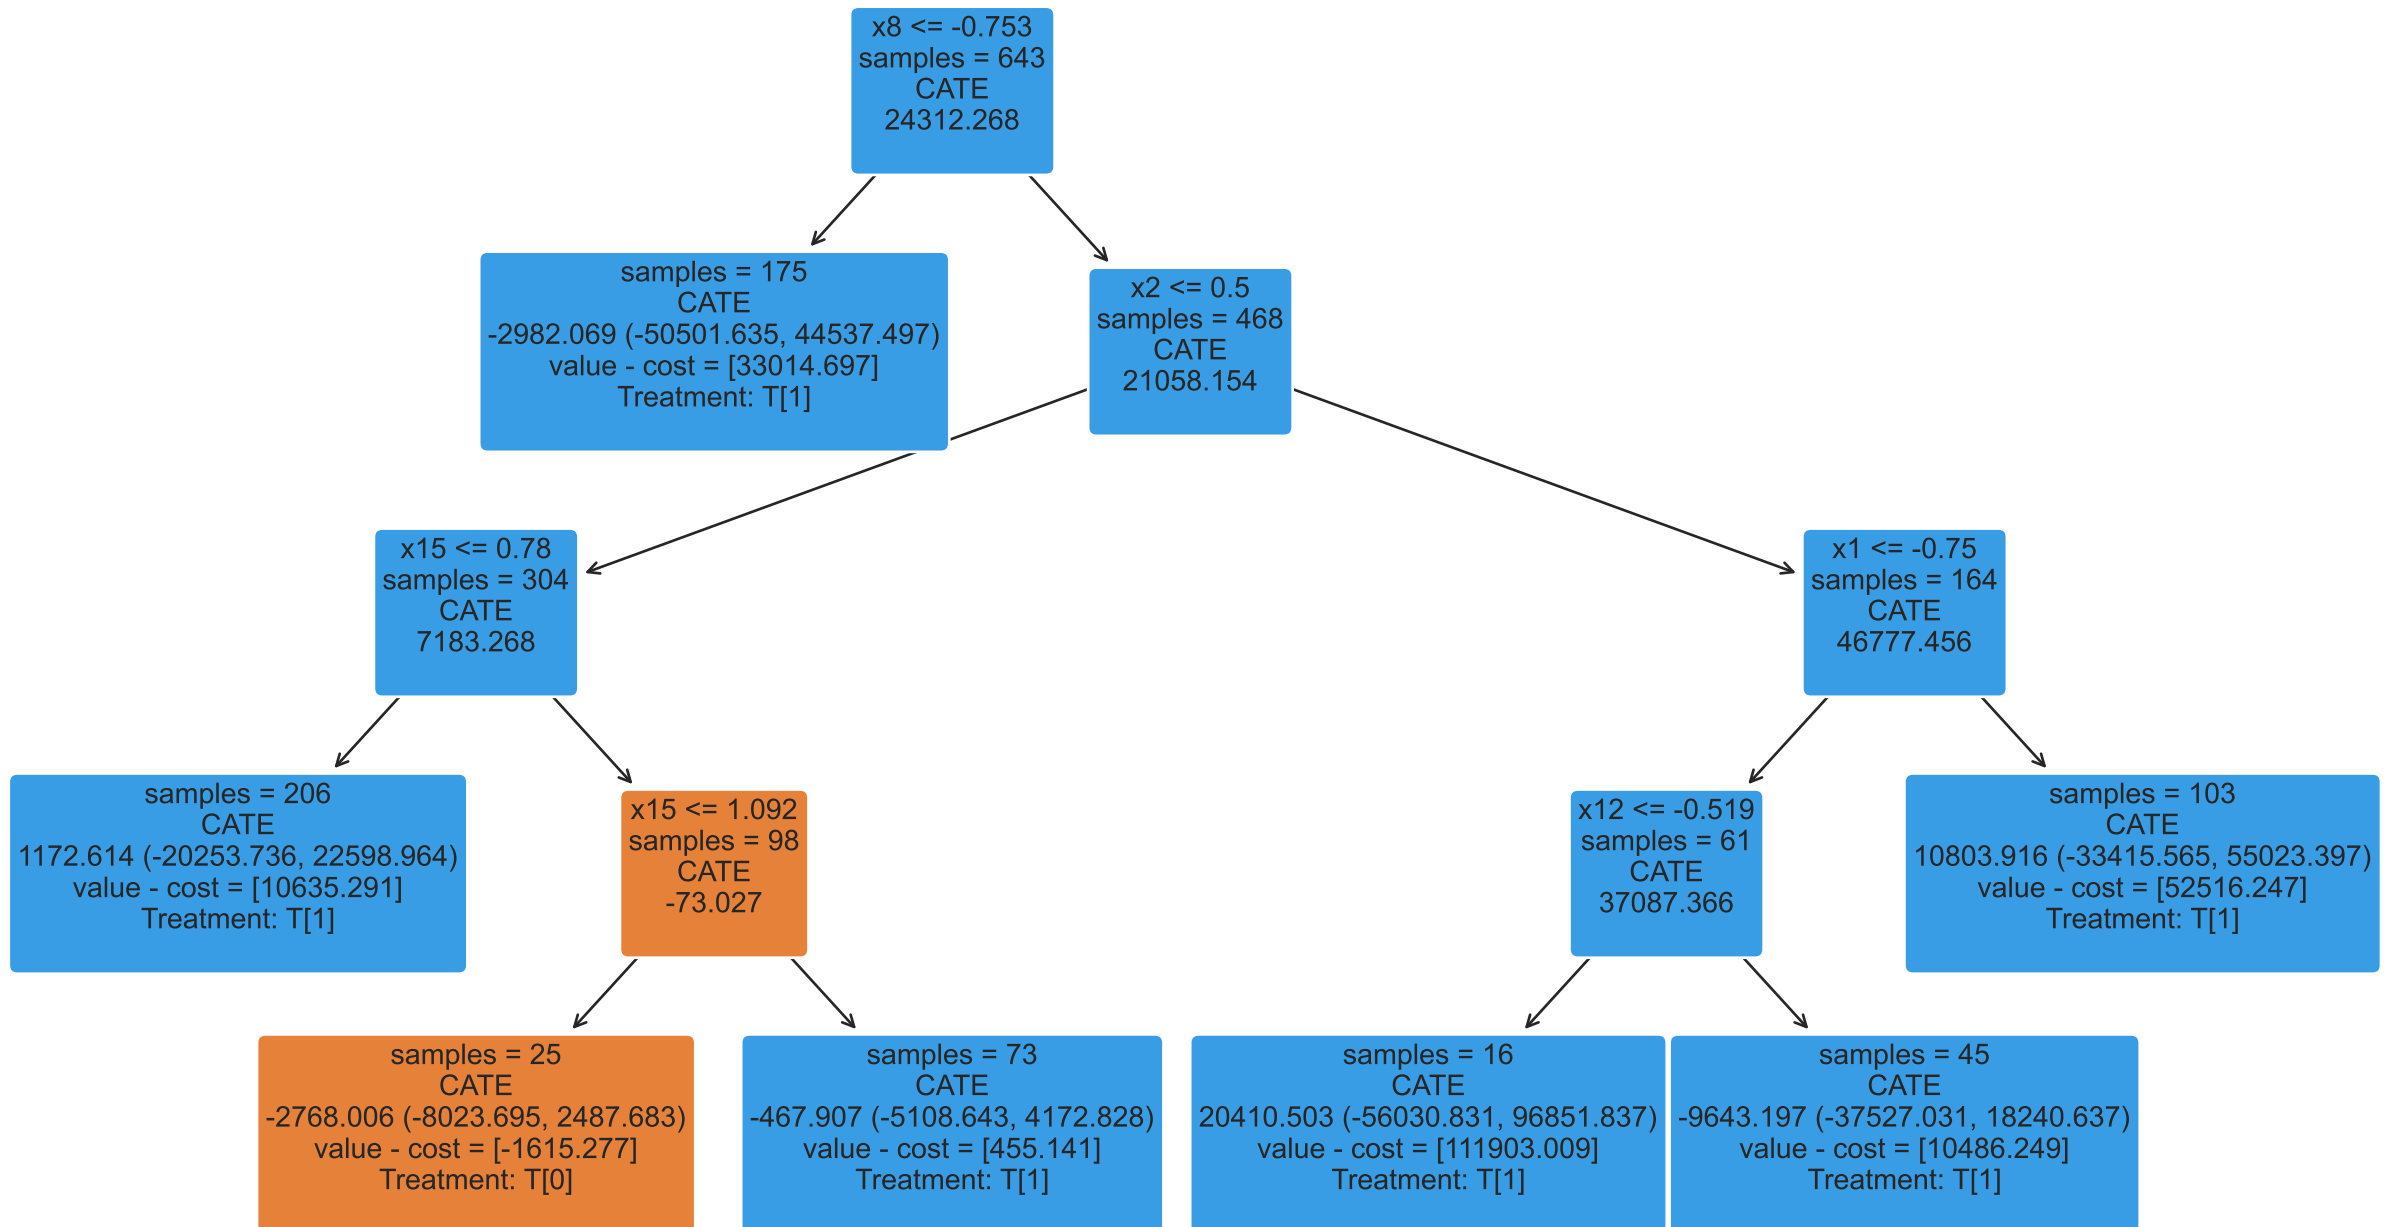 x8 <= -0.753
samples = 643
CATE
24312.268
samples = 175
CATE
-2982.069 (-50501.635, 44537.497)
value - cost = [33014.697]
Treatment: T[1]
x2 <= 0.5
samples = 468
CATE
21058.154
x15 <= 0.78
samples = 304
CATE
7183.268
x1 <= -0.75
samples = 164
CATE
46777.456
samples = 206
CATE
1172.614 (-20253.736, 22598.964)
value - cost = [10635.291]
Treatment: T[1]
x15 <= 1.092
samples = 98
CATE
-73.027
x12 <= -0.519
samples = 61
CATE
37087.366
samples = 103
CATE
10803.916 (-33415.565, 55023.397)
value - cost = [52516.247]
Treatment: T[1]
samples = 25
CATE
-2768.006 (-8023.695, 2487.683)
value - cost = [-1615.277]
Treatment: T[0]
samples = 73
CATE
-467.907 (-5108.643, 4172.828)
value - cost = [455.141]
Treatment: T[1]
samples = 16
CATE
20410.503 (-56030.831, 96851.837)
value - cost = [111903.009]
Treatment: T[1]
samples = 45
CATE
-9643.197 (-37527.031, 18240.637)
value - cost = [10486.249]
Treatment: T[1]